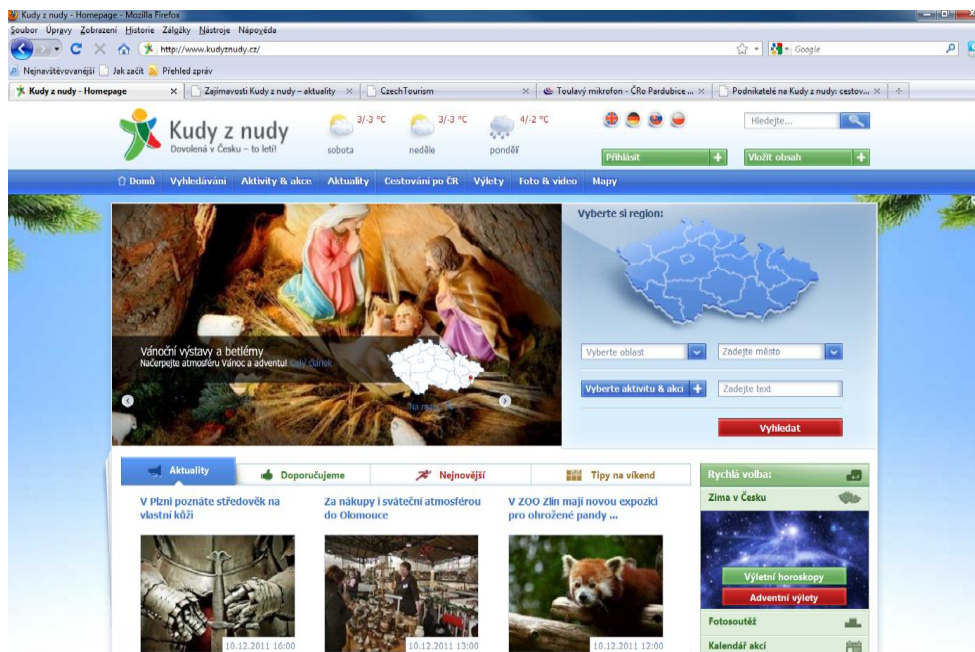 Kudy z nudy - Homepage - Mozilla Firefox
Soubor Úpravy Zobrazení Historie Záložky Nástroje Nápověda
http://www.kudyznudy.cz/
Google
Nejnavštěvovanější Jak začít Přehled zpráv
Kudy z nudy - Homepage
Zajímavosti Kudy z nudy – aktuality
CzechTourism
Toulavý mikrofon - ČRo Pardubice ...
Podnikatelé na Kudy z nudy: cestov...
Kudy z nudy
Dovolená v Česku – to letí!
3/-3 °C
sobota
3/-3 °C
neděle
4/-2 °C
pondělí
Hledejte...
Přihlásit +
Vložit obsah +
Domů Vyhledávání Aktivity & akce Aktuality Cestování po ČR Výlety Foto & video Mapy
Vánoční výstavy a betlémy
Načerpejte atmosféru Vánoc a adventu! Celý článek
Vyberte si region:
Vyberte oblast
Zadejte město
Vyberte aktivitu & akci +
Zadejte text
Vyhledat
Aktuality
Doporučujeme
Nejnovější
Tipy na víkend
V Plzni poznáte středověk na
vlastní kůži
10.12.2011 16:00
Za nákupy i sváteční atmosférou
do Olomouce
10.12.2011 13:00
V ZOO Zlín mají novou expozici
pro ohrožené pandy ...
10.12.2011 12:00
Rychlá volba:
Zima v Česku
Výletní horoskopy
Adventní výlety
Fotosoutěž
Kalendář akcí